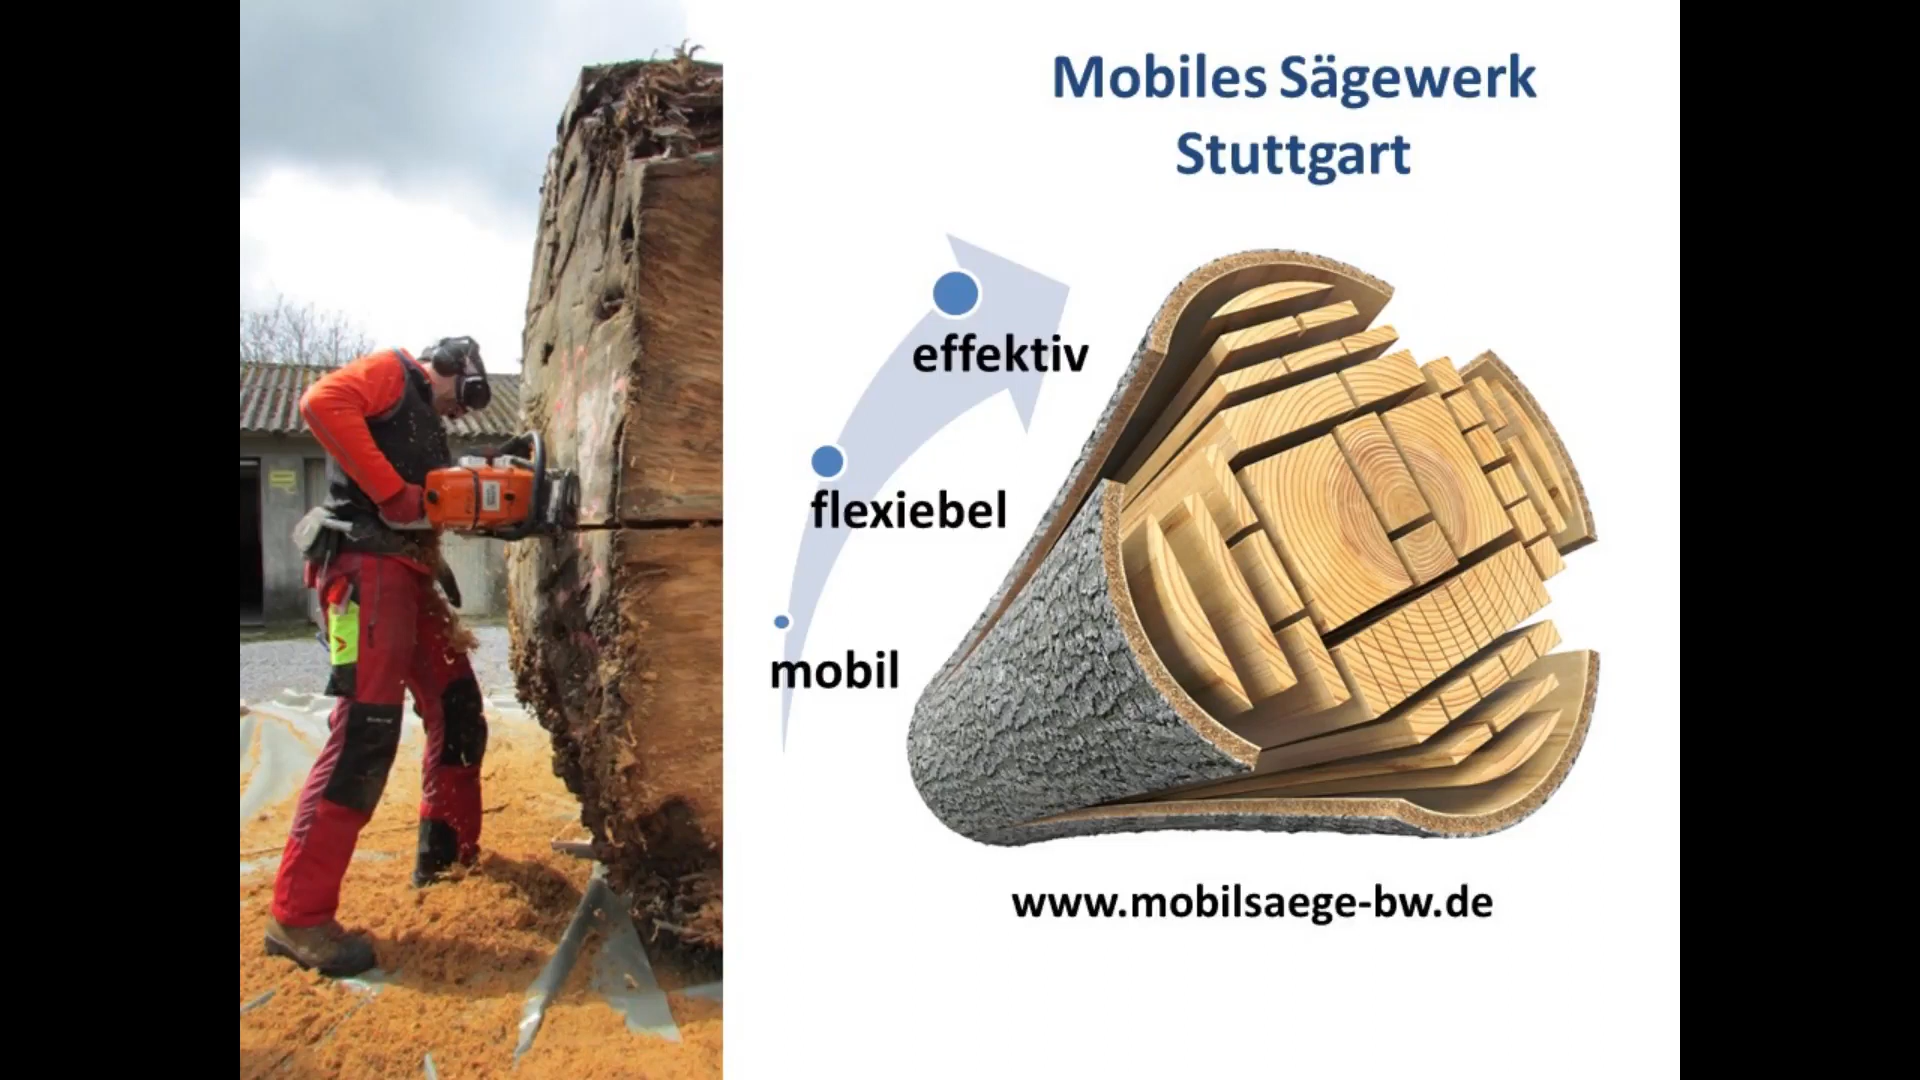 Mobiles Sägewerk
Stuttgart
effektiv
flexiebel
mobil
www.mobilsaege-bw.de